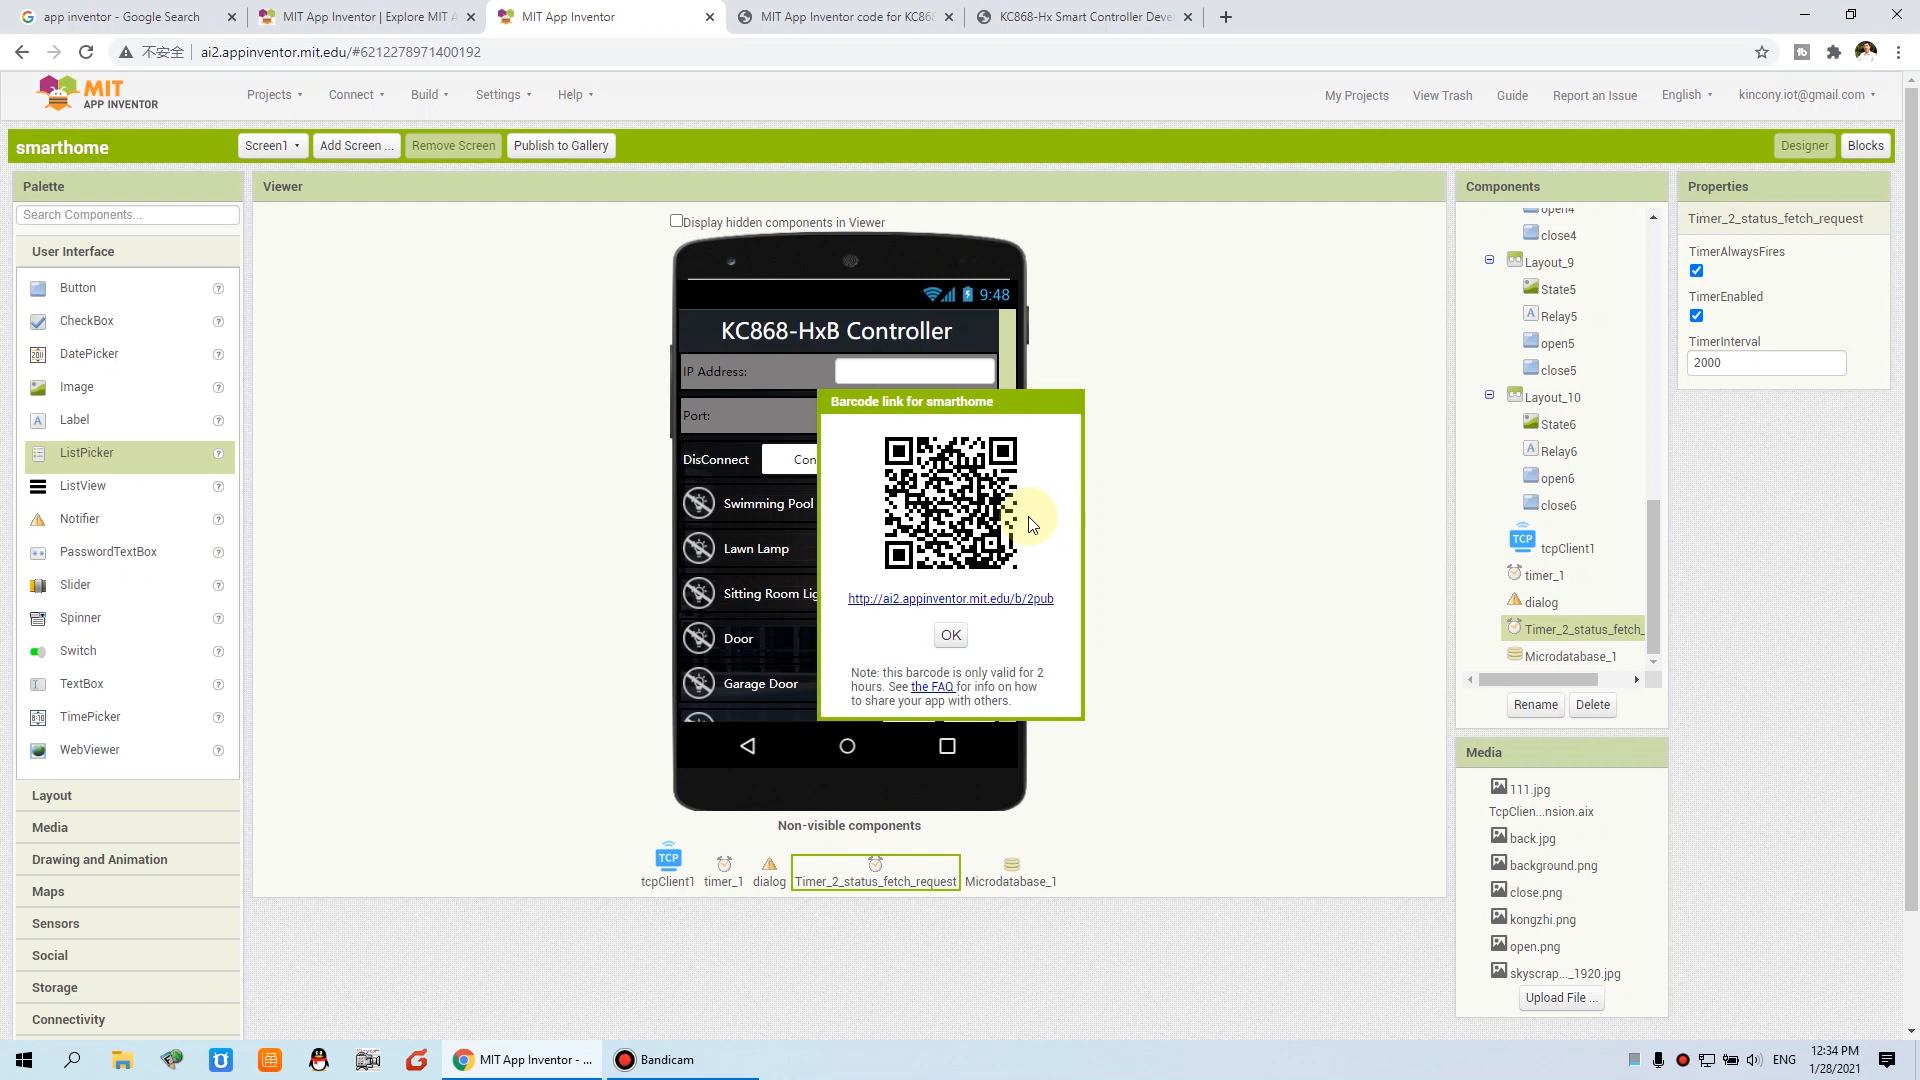 app inventor - Google Search
MIT App Inventor | Explore MIT A
MIT App Inventor
MIT App Inventor code for KC868
KC868-Hx Smart Controller Deve
不安全
ai2.appinventor.mit.edu/#6212278971400192
MIT
APP INVENTOR
Projects
Connect
Build
Settings
Help
My Projects
View Trash
Guide
Report an Issue
English
kincony.iot@gmail.com
smarthome
Screen1
Add Screen ...
Remove Screen
Publish to Gallery
Designer
Blocks
Palette
Search Components...
User Interface
Button
CheckBox
DatePicker
Image
Label
ListPicker
ListView
Notifier
PasswordTextBox
Slider
Spinner
Switch
TextBox
TimePicker
WebViewer
Layout
Media
Drawing and Animation
Maps
Sensors
Social
Storage
Connectivity
Viewer
Display hidden components in Viewer
9:48
KC868-HxB Controller
IP Address:
Port:
DisConnect
Con
Swimming Pool
Lawn Lamp
Sitting Room Lig
Door
Garage Door
Barcode link for smarthome
http://ai2.appinventor.mit.edu/b/2pub
OK
Note: this barcode is only valid for 2
hours. See the FAQ for info on how
to share your app with others.
Non-visible components
TCP
tcpClient1
timer_1
dialog
Timer_2_status_fetch_request
Microdatabase_1
Components
open4
close4
Layout_9
State5
Relay5
open5
close5
Layout_10
State6
Relay6
open6
close6
TCP
tcpClient1
timer_1
dialog
Timer_2_status_fetch_
Microdatabase_1
Rename
Delete
Media
111.jpg
TcpClien...nsion.aix
back.jpg
background.png
close.png
kongzhi.png
open.png
skyscrap..._1920.jpg
Upload File ...
Properties
Timer_2_status_fetch_request
TimerAlwaysFires
TimerEnabled
TimerInterval
2000
MIT App Inventor - ...
Bandicam
ENG
12:34 PM
1/28/2021